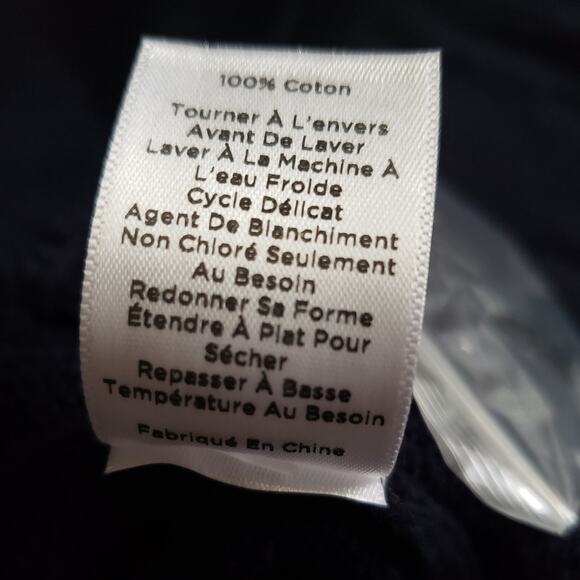 100% Coton
Tourner À L'envers
Avant De Laver
Laver À La Machine À
L'eau Froide
Cycle Délicat
Agent De Blanchiment
Non Chloré Seulement
Au Besoin
Redonner Sa Forme
Étendre À Plat Pour
Sécher
Repasser À Basse
Température Au Besoin
Fabriqué En Chine